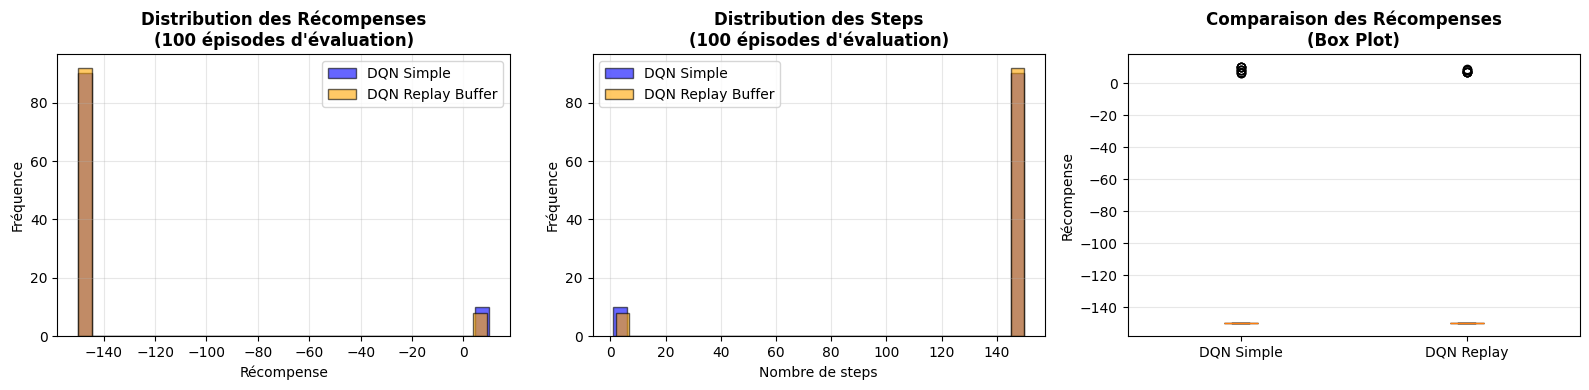 Distribution des Récompenses
(100 épisodes d'évaluation)
Fréquence
80
60
40
20
0
DQN Simple
DQN Replay Buffer
−140
−120
−100
−80
−60
−40
−20
0
Récompense
Distribution des Steps
(100 épisodes d'évaluation)
Fréquence
80
60
40
20
0
DQN Simple
DQN Replay Buffer
0
20
40
60
80
100
120
140
Nombre de steps
Comparaison des Récompenses
(Box Plot)
Récompense
0
−20
−40
−60
−80
−100
−120
−140
DQN Simple
DQN Replay